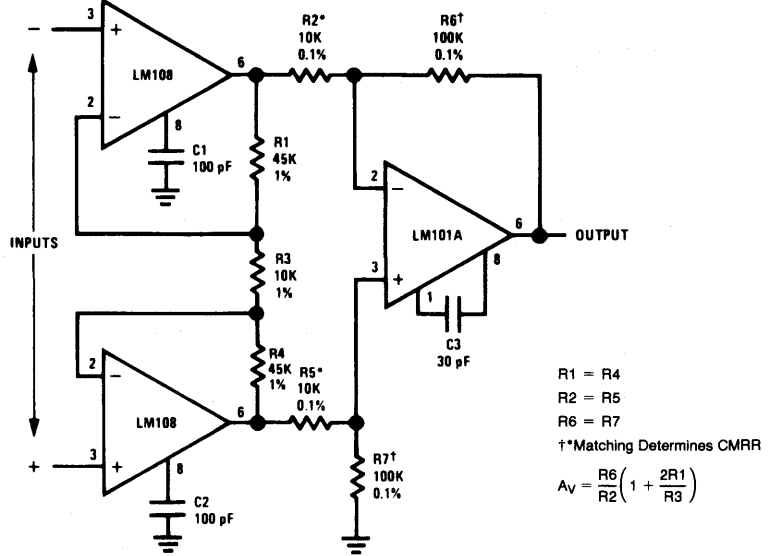 R2*
10K
0.1%
R6†
100K
0.1%
−
3
+
LM108
6
2
−
8
C1
100 pF
R1
45K
1%
2
−
LM101A
6
OUTPUT
8
3
+
1
C3
30 pF
INPUTS
R3
10K
1%
R4
45K
1%
2
−
LM108
6
R5*
10K
0.1%
+
3
+
8
C2
100 pF
R7†
100K
0.1%
R1 = R4
R2 = R5
R6 = R7
†*Matching Determines CMRR
AV = R6/R2 (1 + 2R1/R3)